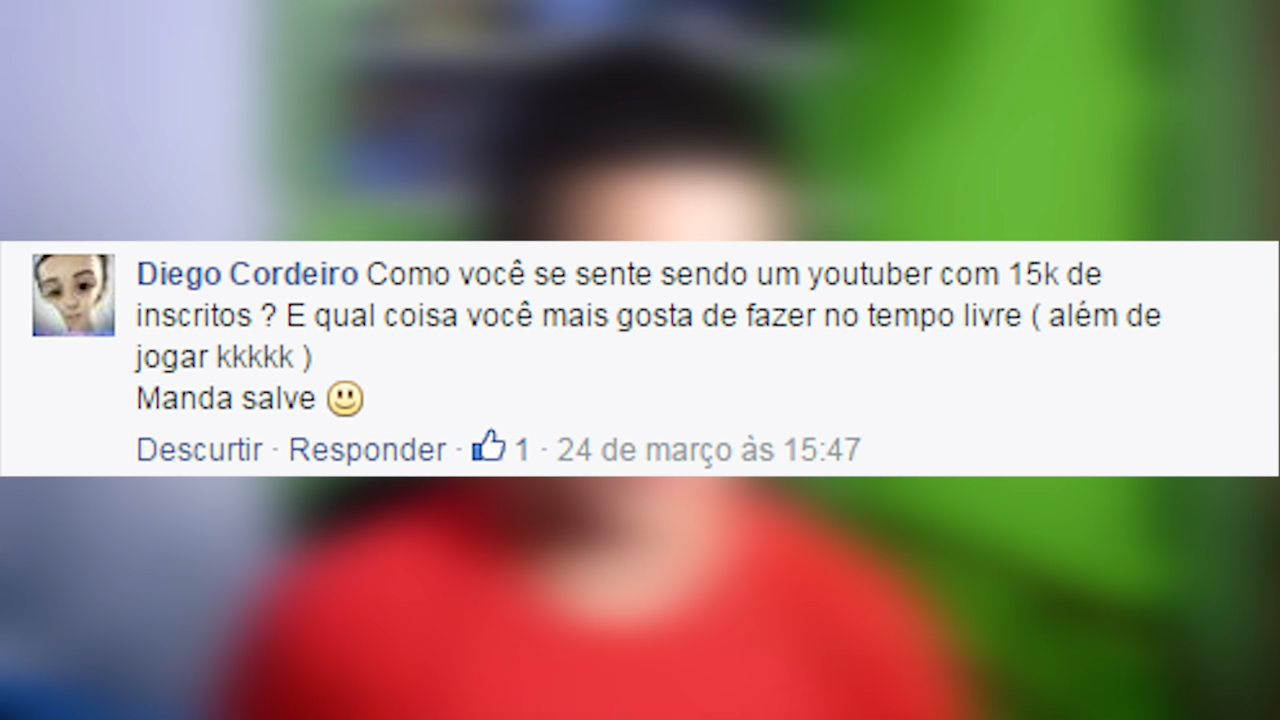 Diego Cordeiro Como você se sente sendo um youtuber com 15k de
inscritos ? E qual coisa você mais gosta de fazer no tempo livre ( além de
jogar kkkkk )
Manda salve
Descurtir · Responder · 1 · 24 de março às 15:47